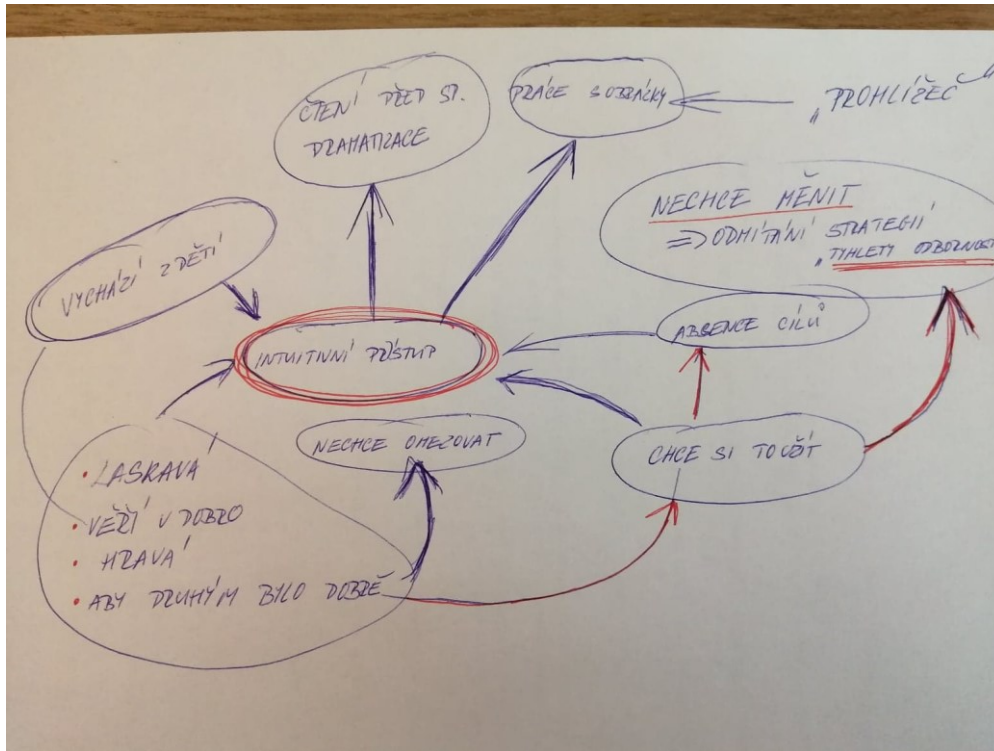 ČTENÍ PŘED SP.
DRAMATIZACE
PRÁCE S OBRÁZKY
„PROHLÍŽEČ“
NECHCE MĚNIT
=> ODMÍTÁNÍ STRATEGIÍ
„TYHLETY ODBORNOSTI
VYCHÁZÍ Z DĚTÍ
ABSENCE CÍLŮ
INTUITIVNÍ PŘÍSTUP
NECHCE OMEZOVAT
CHCE SI TO UŽÍT
• LASKAVÁ
• VĚŘÍ V DOBRO
• HRAVÁ
• ABY DRUHÝM BYLO DOBŘE